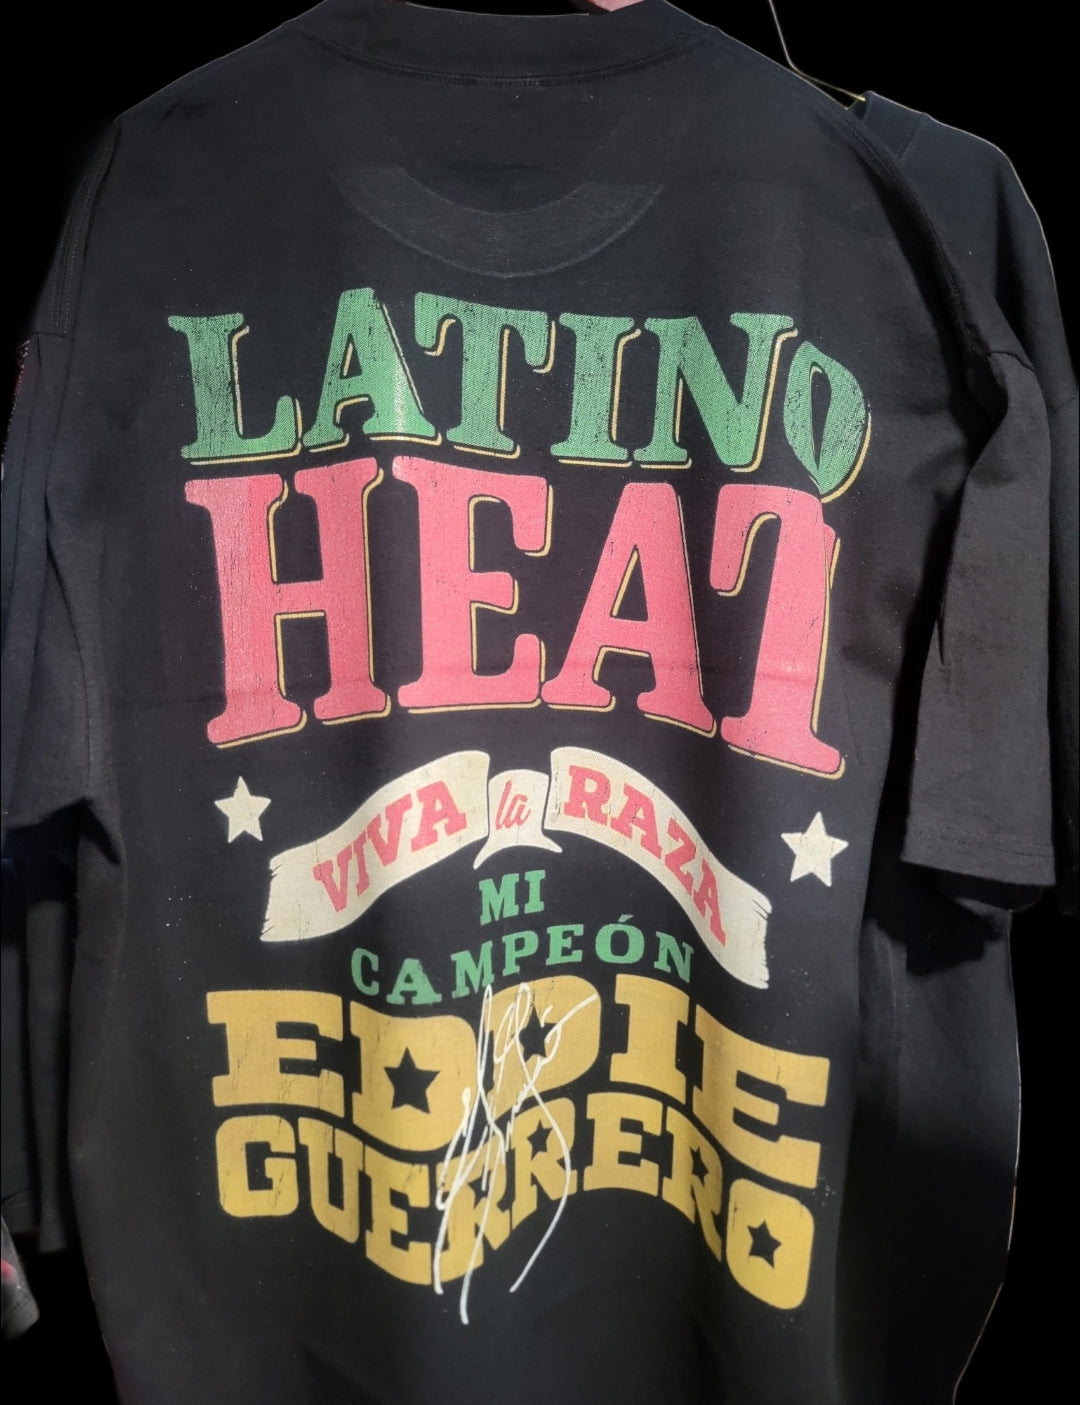 LATINO
HEAT
VIVA la RAZA
MI
CAMPEÓN
EDDIE
GUERRERO